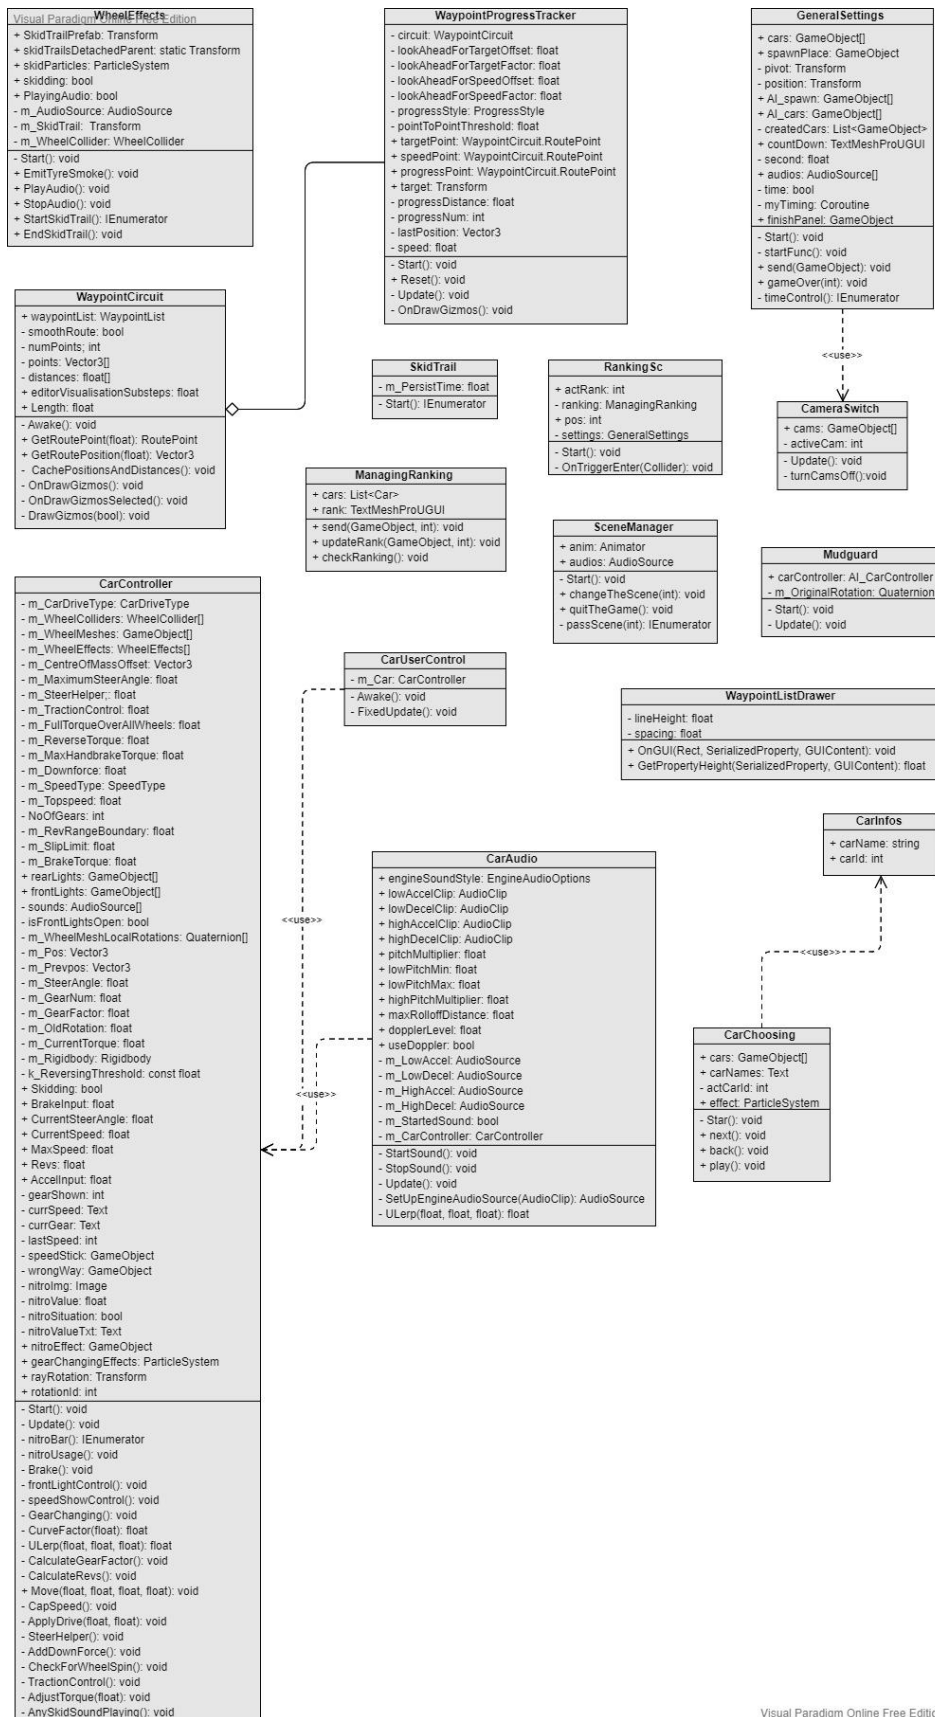 Visual Paradigm Online Free Edition
WheelEffects
+ SkidTrailPrefab: Transform
+ skidTrailsDetachedParent: static Transform
+ skidParticles: ParticleSystem
+ skidding: bool
+ PlayingAudio: bool
- m_AudioSource: AudioSource
- m_SkidTrail: Transform
- m_WheelCollider: WheelCollider
- Start(): void
+ EmitTyreSmoke(): void
+ PlayAudio(): void
+ StopAudio(): void
+ StartSkidTrail(): IEnumerator
+ EndSkidTrail(): void
WaypointProgressTracker
- circuit: WaypointCircuit
- lookAheadForTargetOffset: float
- lookAheadForTargetFactor: float
- lookAheadForSpeedOffset: float
- lookAheadForSpeedFactor: float
- progressStyle: ProgressStyle
- pointToPointThreshold: float
+ targetPoint: WaypointCircuit.RoutePoint
+ speedPoint: WaypointCircuit.RoutePoint
+ progressPoint: WaypointCircuit.RoutePoint
+ target: Transform
- progressDistance: float
- progressNum: int
- lastPosition: Vector3
- speed: float
- Start(): void
+ Reset(): void
- Update(): void
- OnDrawGizmos(): void
GeneralSettings
+ cars: GameObject[]
+ spawnPlace: GameObject
- pivot: Transform
- position: Transform
+ AI_spawn: GameObject[]
+ AI_cars: GameObject[]
- createdCars: List<GameObject>
+ countDown: TextMeshProUGUI
- second: float
+ audios: AudioSource[]
- time: bool
- myTiming: Coroutine
+ finishPanel: GameObject
- Start(): void
- startFunc(): void
+ send(GameObject): void
+ gameOver(int): void
- timeControl(): IEnumerator
<<use>>
WaypointCircuit
+ waypointList: WaypointList
- smoothRoute: bool
- numPoints; int
- points: Vector3[]
- distances: float[]
+ editorVisualisationSubsteps: float
+ Length: float
- Awake(): void
+ GetRoutePoint(float): RoutePoint
+ GetRoutePosition(float): Vector3
- CachePositionsAndDistances(): void
- OnDrawGizmos(): void
- OnDrawGizmosSelected(): void
- DrawGizmos(bool): void
SkidTrail
- m_PersistTime: float
- Start(): IEnumerator
RankingSc
+ actRank: int
- ranking: ManagingRanking
+ pos: int
- settings: GeneralSettings
- Start(): void
- OnTriggerEnter(Collider): void
CameraSwitch
+ cams: GameObject[]
- activeCam: int
- Update(): void
- turnCamsOff():void
ManagingRanking
+ cars: List<Car>
+ rank: TextMeshProUGUI
+ send(GameObject, int): void
+ updateRank(GameObject, int): void
+ checkRanking(): void
SceneManager
+ anim: Animator
+ audios: AudioSource
- Start(): void
+ changeTheScene(int): void
+ quitTheGame(): void
- passScene(int): IEnumerator
Mudguard
+ carController: AI_CarController
- m_OriginalRotation: Quaternion
- Start(): void
- Update(): void
CarController
- m_CarDriveType: CarDriveType
- m_WheelColliders: WheelCollider[]
- m_WheelMeshes: GameObject[]
- m_WheelEffects: WheelEffects[]
- m_CentreOfMassOffset: Vector3
- m_MaximumSteerAngle: float
- m_SteerHelper;: float
- m_TractionControl: float
- m_FullTorqueOverAllWheels: float
- m_ReverseTorque: float
- m_MaxHandbrakeTorque: float
- m_Downforce: float
- m_SpeedType: SpeedType
- m_Topspeed: float
- NoOfGears: int
- m_RevRangeBoundary: float
- m_SlipLimit: float
- m_BrakeTorque: float
+ rearLights: GameObject[]
+ frontLights: GameObject[]
- sounds: AudioSource[]
- isFrontLightsOpen: bool
- m_WheelMeshLocalRotations: Quaternion[]
- m_Pos: Vector3
- m_Prevpos: Vector3
- m_SteerAngle: float
- m_GearNum: float
- m_GearFactor: float
- m_OldRotation: float
- m_CurrentTorque: float
- m_Rigidbody: Rigidbody
- k_ReversingThreshold: const float
+ Skidding: bool
+ BrakeInput: float
+ CurrentSteerAngle: float
+ CurrentSpeed: float
+ MaxSpeed: float
+ Revs: float
+ AccelInput: float
- gearShown: int
- currSpeed: Text
- currGear: Text
- lastSpeed: int
- speedStick: GameObject
- wrongWay: GameObject
- nitroImg: Image
- nitroValue: float
- nitroSituation: bool
- nitroValueTxt: Text
+ nitroEffect: GameObject
+ gearChangingEffects: ParticleSystem
+ rayRotation: Transform
+ rotationId: int
- Start(): void
- Update(): void
- nitroBar(): IEnumerator
- nitroUsage(): void
- Brake(): void
- frontLightControl(): void
- speedShowControl(): void
- GearChanging(): void
- CurveFactor(float): float
- ULerp(float, float, float): float
- CalculateGearFactor(): void
- CalculateRevs(): void
+ Move(float, float, float, float): void
- CapSpeed(): void
- ApplyDrive(float, float): void
- SteerHelper(): void
- AddDownForce(): void
- CheckForWheelSpin(): void
- TractionControl(): void
- AdjustTorque(float): void
- AnySkidSoundPlaying(): void
CarUserControl
- m_Car: CarController
- Awake(): void
- FixedUpdate(): void
<<use>>
WaypointListDrawer
- lineHeight: float
- spacing: float
+ OnGUI(Rect, SerializedProperty, GUIContent): void
+ GetPropertyHeight(SerializedProperty, GUIContent): float
CarInfos
+ carName: string
+ carId: int
<<use>>
CarAudio
+ engineSoundStyle: EngineAudioOptions
+ lowAccelClip: AudioClip
+ lowDecelClip: AudioClip
+ highAccelClip: AudioClip
+ highDecelClip: AudioClip
+ pitchMultiplier: float
+ lowPitchMin: float
+ lowPitchMax: float
+ highPitchMultiplier: float
+ maxRolloffDistance: float
+ dopplerLevel: float
+ useDoppler: bool
- m_LowAccel: AudioSource
- m_LowDecel: AudioSource
- m_HighAccel: AudioSource
- m_HighDecel: AudioSource
- m_StartedSound: bool
- m_CarController: CarController
- StartSound(): void
- StopSound(): void
- Update(): void
- SetUpEngineAudioSource(AudioClip): AudioSource
- ULerp(float, float, float): float
<<use>>
CarChoosing
+ cars: GameObject[]
+ carNames: Text
- actCarId: int
+ effect: ParticleSystem
- Star(): void
+ next(): void
+ back(): void
+ play(): void
Visual Paradigm Online Free Editio